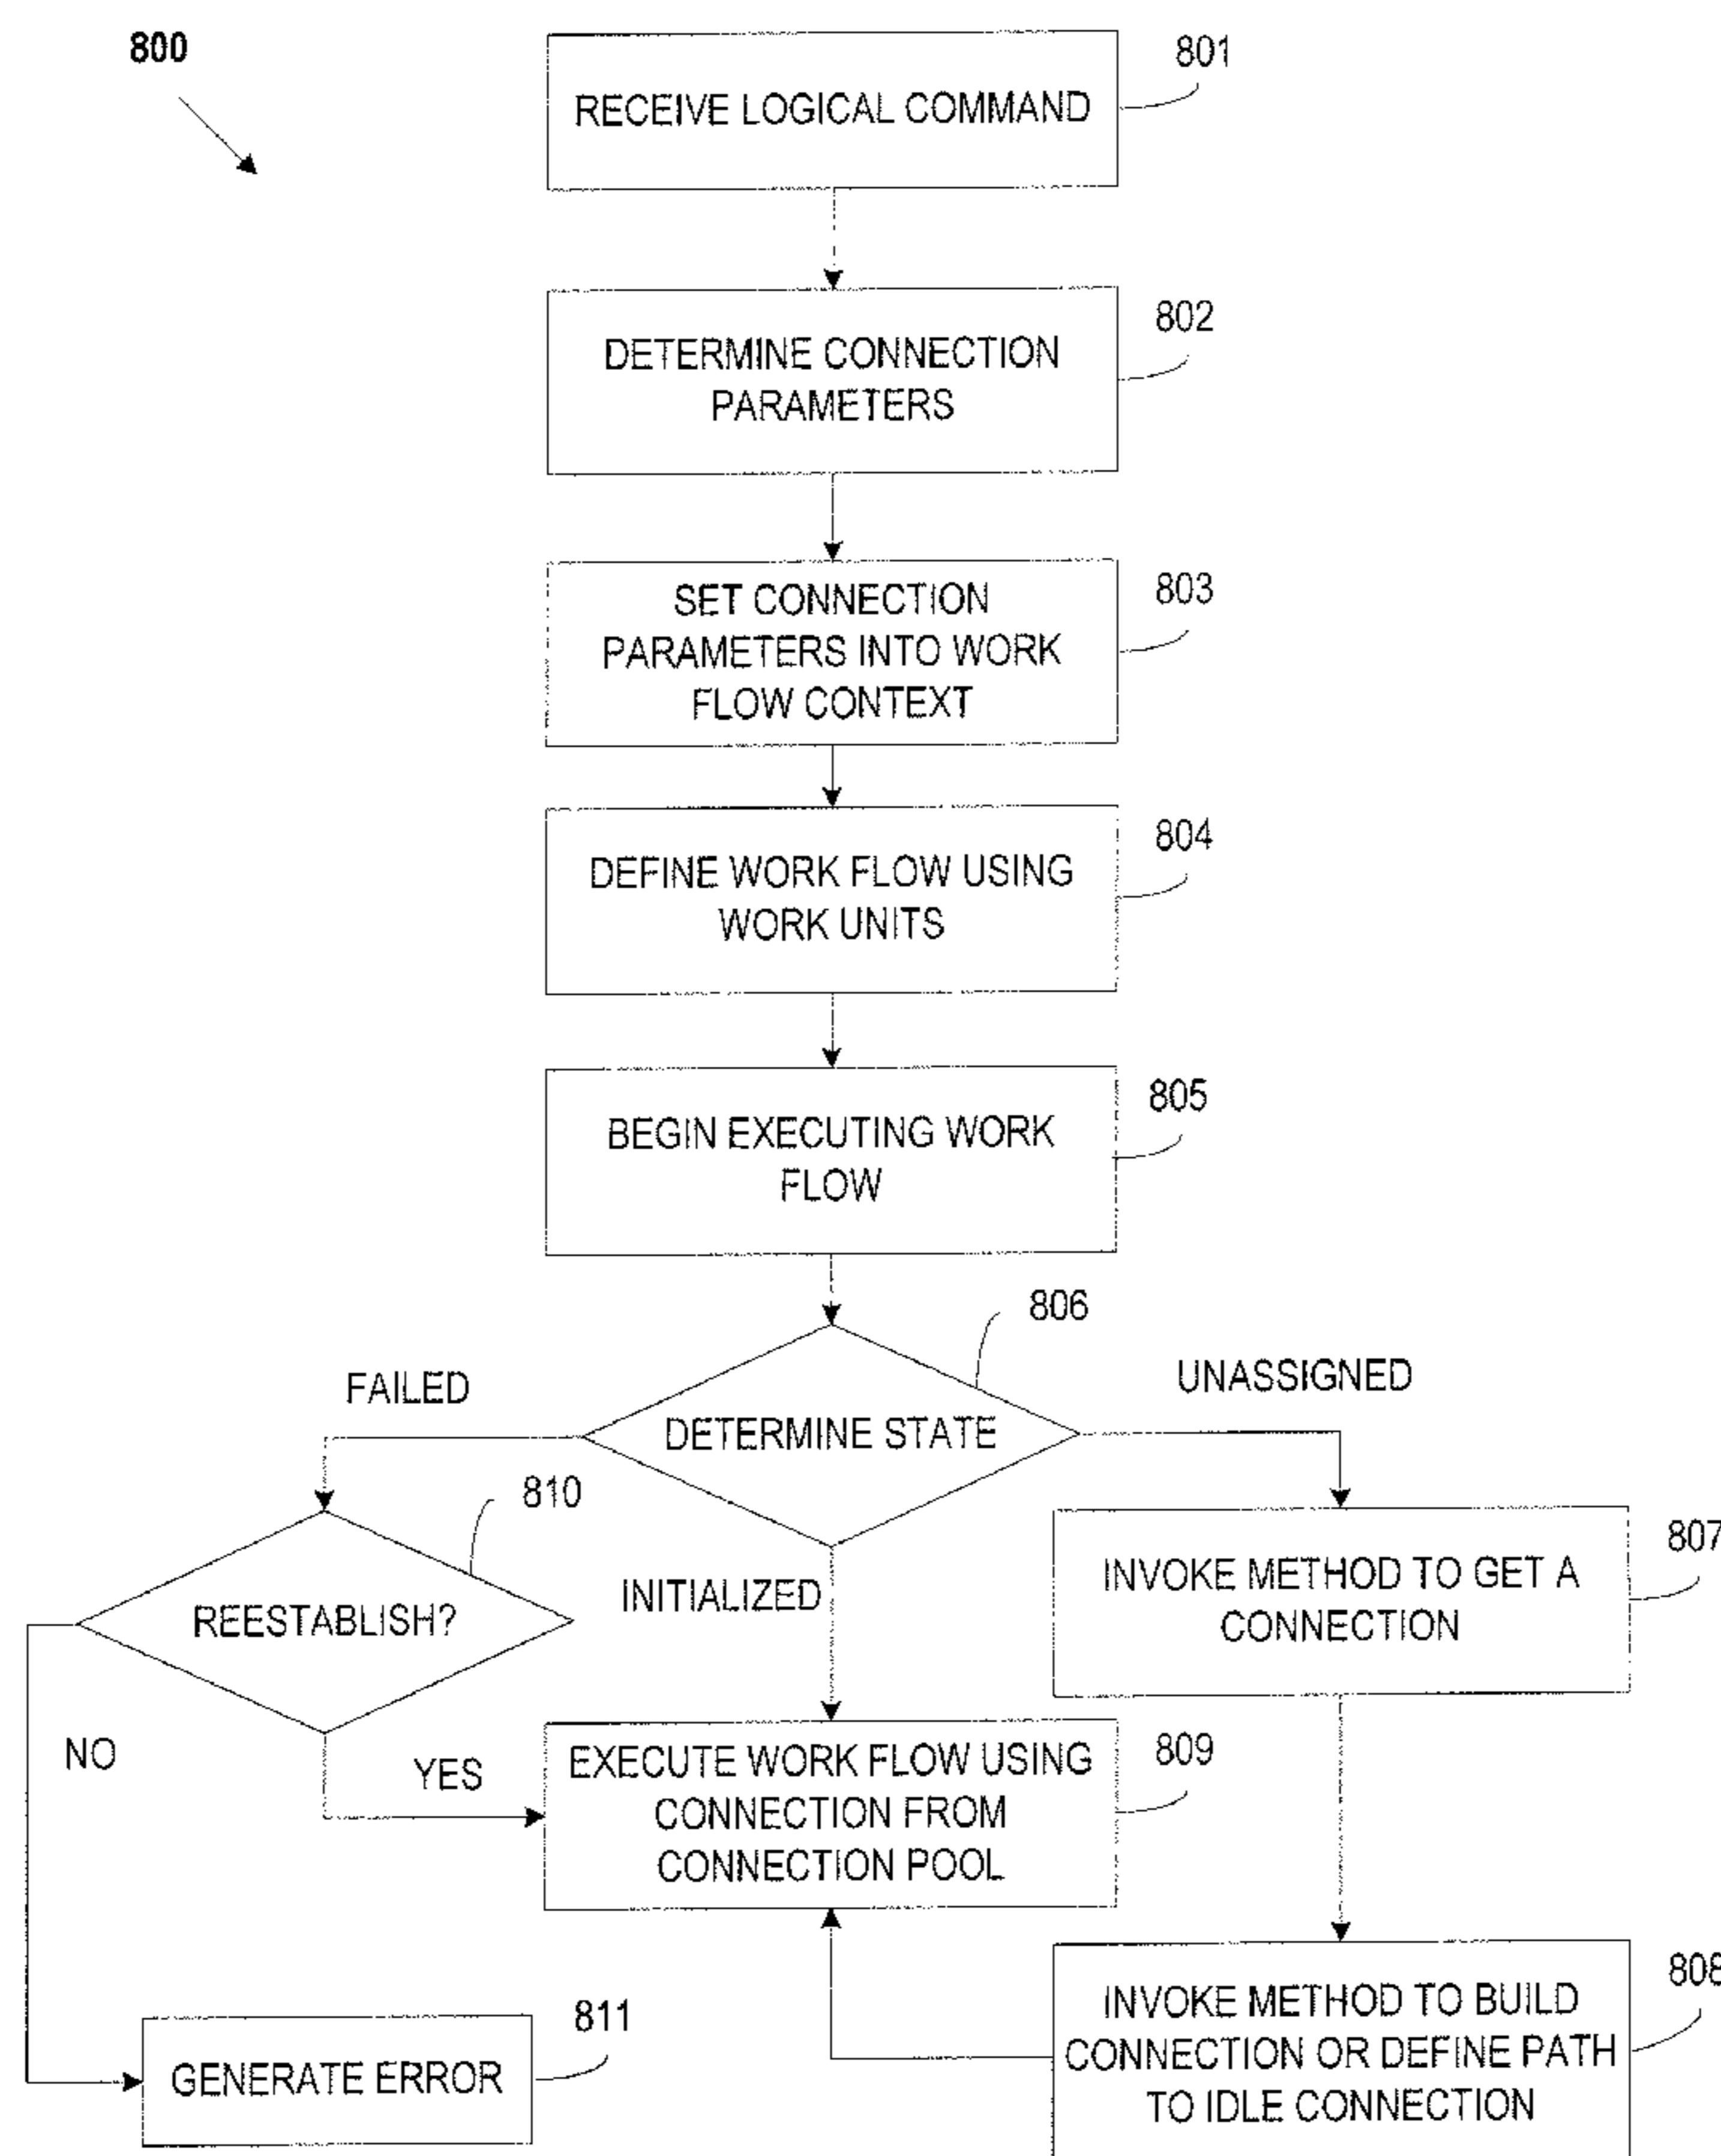 800
801
RECEIVE LOGICAL COMMAND
802
DETERMINE CONNECTION
PARAMETERS
803
SET CONNECTION
PARAMETERS INTO WORK
FLOW CONTEXT
804
DEFINE WORK FLOW USING
WORK UNITS
805
BEGIN EXECUTING WORK
FLOW
806
FAILED
UNASSIGNED
DETERMINE STATE
810
807
REESTABLISH?
INITIALIZED
INVOKE METHOD TO GET A
CONNECTION
NO
YES
809
EXECUTE WORK FLOW USING
CONNECTION FROM
CONNECTION POOL
808
INVOKE METHOD TO BUILD
CONNECTION OR DEFINE PATH
TO IDLE CONNECTION
811
GENERATE ERROR